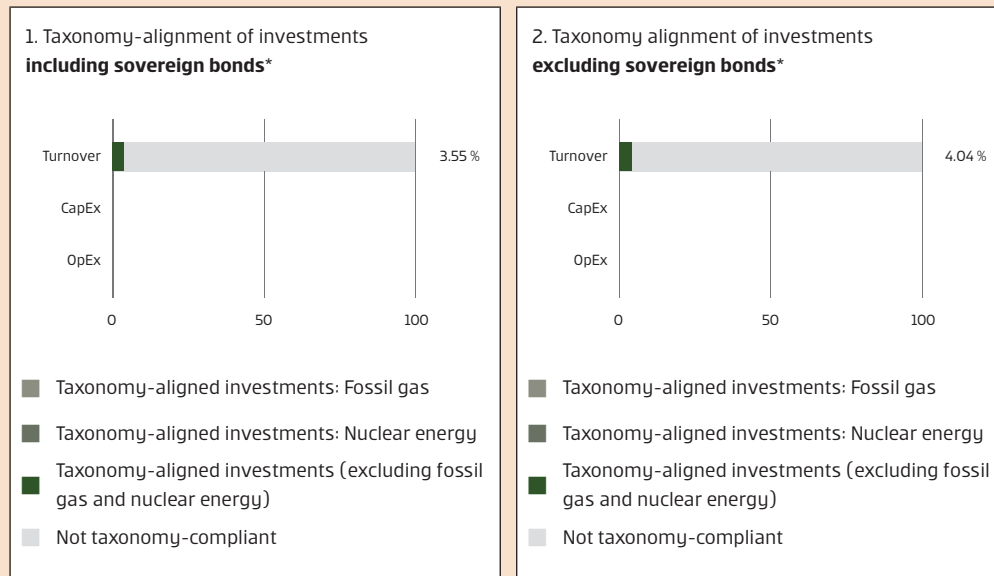 1. Taxonomy-alignment of investments
including sovereign bonds*
Turnover
3.55 %
CapEx
OpEx
0
50
100
Taxonomy-aligned investments: Fossil gas
Taxonomy-aligned investments: Nuclear energy
Taxonomy-aligned investments (excluding fossil
gas and nuclear energy)
Not taxonomy-compliant
2. Taxonomy alignment of investments
excluding sovereign bonds*
Turnover
4.04 %
CapEx
OpEx
0
50
100
Taxonomy-aligned investments: Fossil gas
Taxonomy-aligned investments: Nuclear energy
Taxonomy-aligned investments (excluding fossil
gas and nuclear energy)
Not taxonomy-compliant